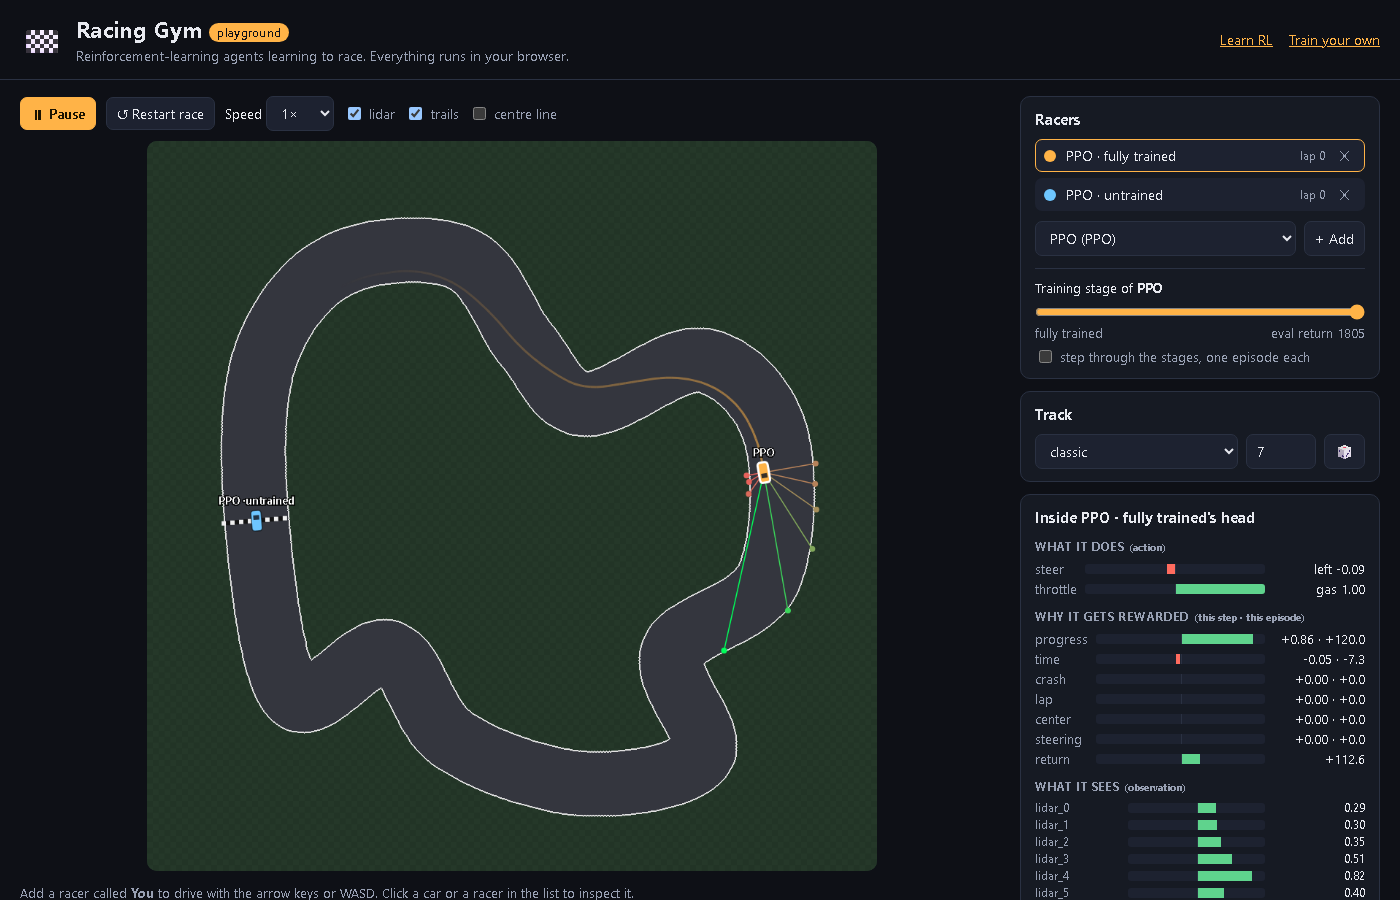 Racing Gym playground
Reinforcement-learning agents learning to race. Everything runs in your browser.
Learn RL Train your own
Pause ↺ Restart race Speed 1× lidar trails centre line
PPO
PPO · untrained
Add a racer called You to drive with the arrow keys or WASD. Click a car or a racer in the list to inspect it.
Racers
PPO · fully trained lap 0
PPO · untrained lap 0
PPO (PPO) + Add
Training stage of PPO
fully trained eval return 1805
step through the stages, one episode each
Track
classic 7
Inside PPO · fully trained's head
WHAT IT DOES (action)
steer left -0.09
throttle gas 1.00
WHY IT GETS REWARDED (this step · this episode)
progress +0.86 · +120.0
time -0.05 · -7.3
crash +0.00 · +0.0
lap +0.00 · +0.0
center +0.00 · +0.0
steering +0.00 · +0.0
return +112.6
WHAT IT SEES (observation)
lidar_0 0.29
lidar_1 0.30
lidar_2 0.35
lidar_3 0.51
lidar_4 0.82
lidar_5 0.40